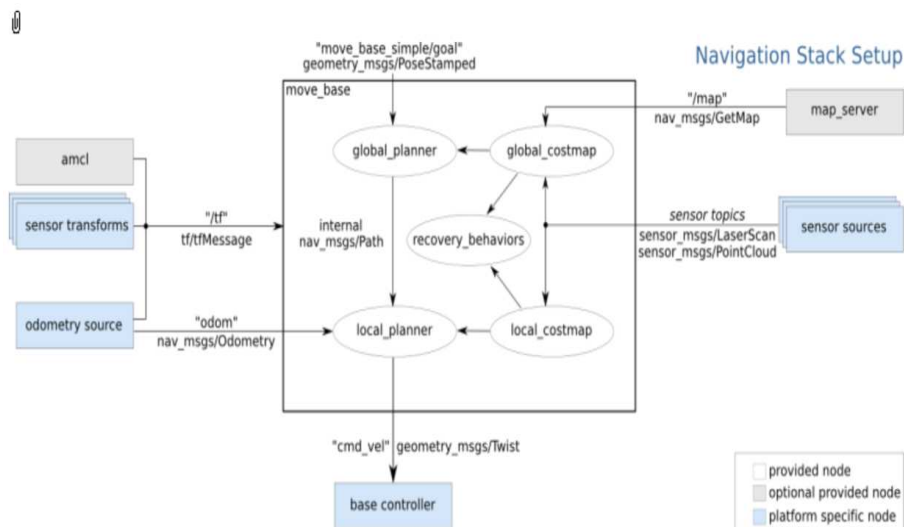 "move_base_simple/goal"
geometry_msgs/PoseStamped
Navigation Stack Setup
move_base
"/map"
nav_msgs/GetMap
map_server
amcl
global_planner
global_costmap
sensor transforms
"/tf"
tf/tfMessage
internal
nav_msgs/Path
recovery_behaviors
sensor topics
sensor_msgs/LaserScan
sensor_msgs/PointCloud
sensor sources
odometry source
"odom"
nav_msgs/Odometry
local_planner
local_costmap
"cmd_vel" geometry_msgs/Twist
base controller
provided node
optional provided node
platform specific node